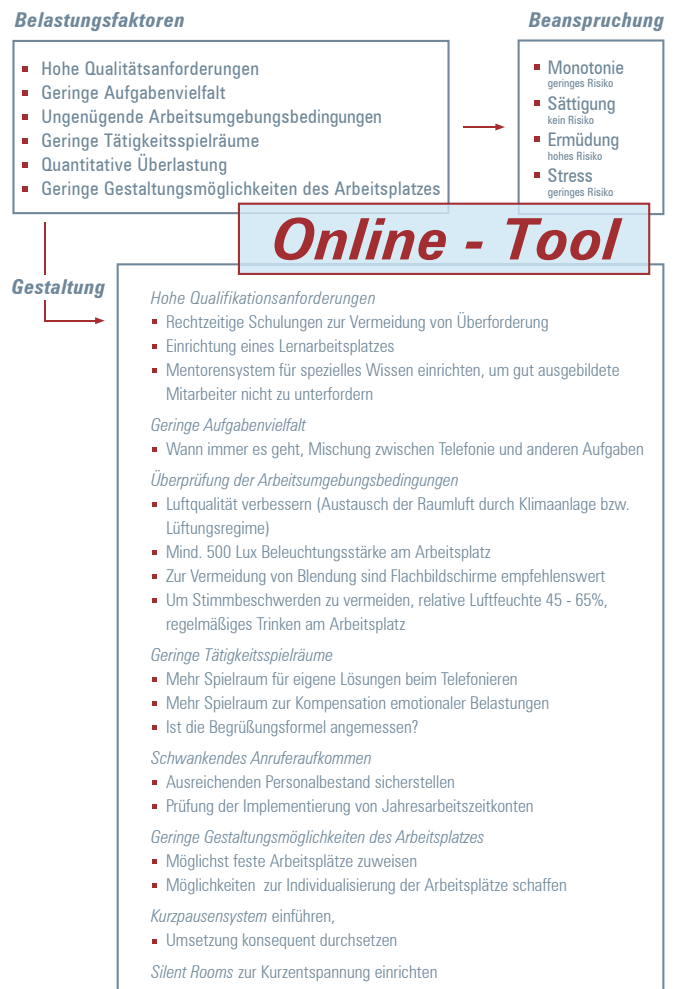 Belastungsfaktoren
Hohe Qualitätsanforderungen
Geringe Aufgabenvielfalt
Ungenügende Arbeitsumgebungsbedingungen
Geringe Tätigkeitsspielräume
Quantitative Überlastung
Geringe Gestaltungsmöglichkeiten des Arbeitsplatzes
Beanspruchung
Monotonie
geringes Risiko
Sättigung
kein Risiko
Ermüdung
hohes Risiko
Stress
geringes Risiko
Online - Tool
Gestaltung
Hohe Qualifikationsanforderungen
Rechtzeitige Schulungen zur Vermeidung von Überforderung
Einrichtung eines Lernarbeitsplatzes
Mentorensystem für spezielles Wissen einrichten, um gut ausgebildete
Mitarbeiter nicht zu unterfordern
Geringe Aufgabenvielfalt
Wann immer es geht, Mischung zwischen Telefonie und anderen Aufgaben
Überprüfung der Arbeitsumgebungsbedingungen
Luftqualität verbessern (Austausch der Raumluft durch Klimaanlage bzw.
Lüftungsregime)
Mind. 500 Lux Beleuchtungsstärke am Arbeitsplatz
Zur Vermeidung von Blendung sind Flachbildschirme empfehlenswert
Um Stimmbeschwerden zu vermeiden, relative Luftfeuchte 45 - 65%,
regelmäßiges Trinken am Arbeitsplatz
Geringe Tätigkeitsspielräume
Mehr Spielraum für eigene Lösungen beim Telefonieren
Mehr Spielraum zur Kompensation emotionaler Belastungen
Ist die Begrüßungsformel angemessen?
Schwankendes Anruferaufkommen
Ausreichenden Personalbestand sicherstellen
Prüfung der Implementierung von Jahresarbeitszeitkonten
Geringe Gestaltungsmöglichkeiten des Arbeitsplatzes
Möglichst feste Arbeitsplätze zuweisen
Möglichkeiten zur Individualisierung der Arbeitsplätze schaffen
Kurzpausensystem einführen,
Umsetzung konsequent durchsetzen
Silent Rooms zur Kurzentspannung einrichten